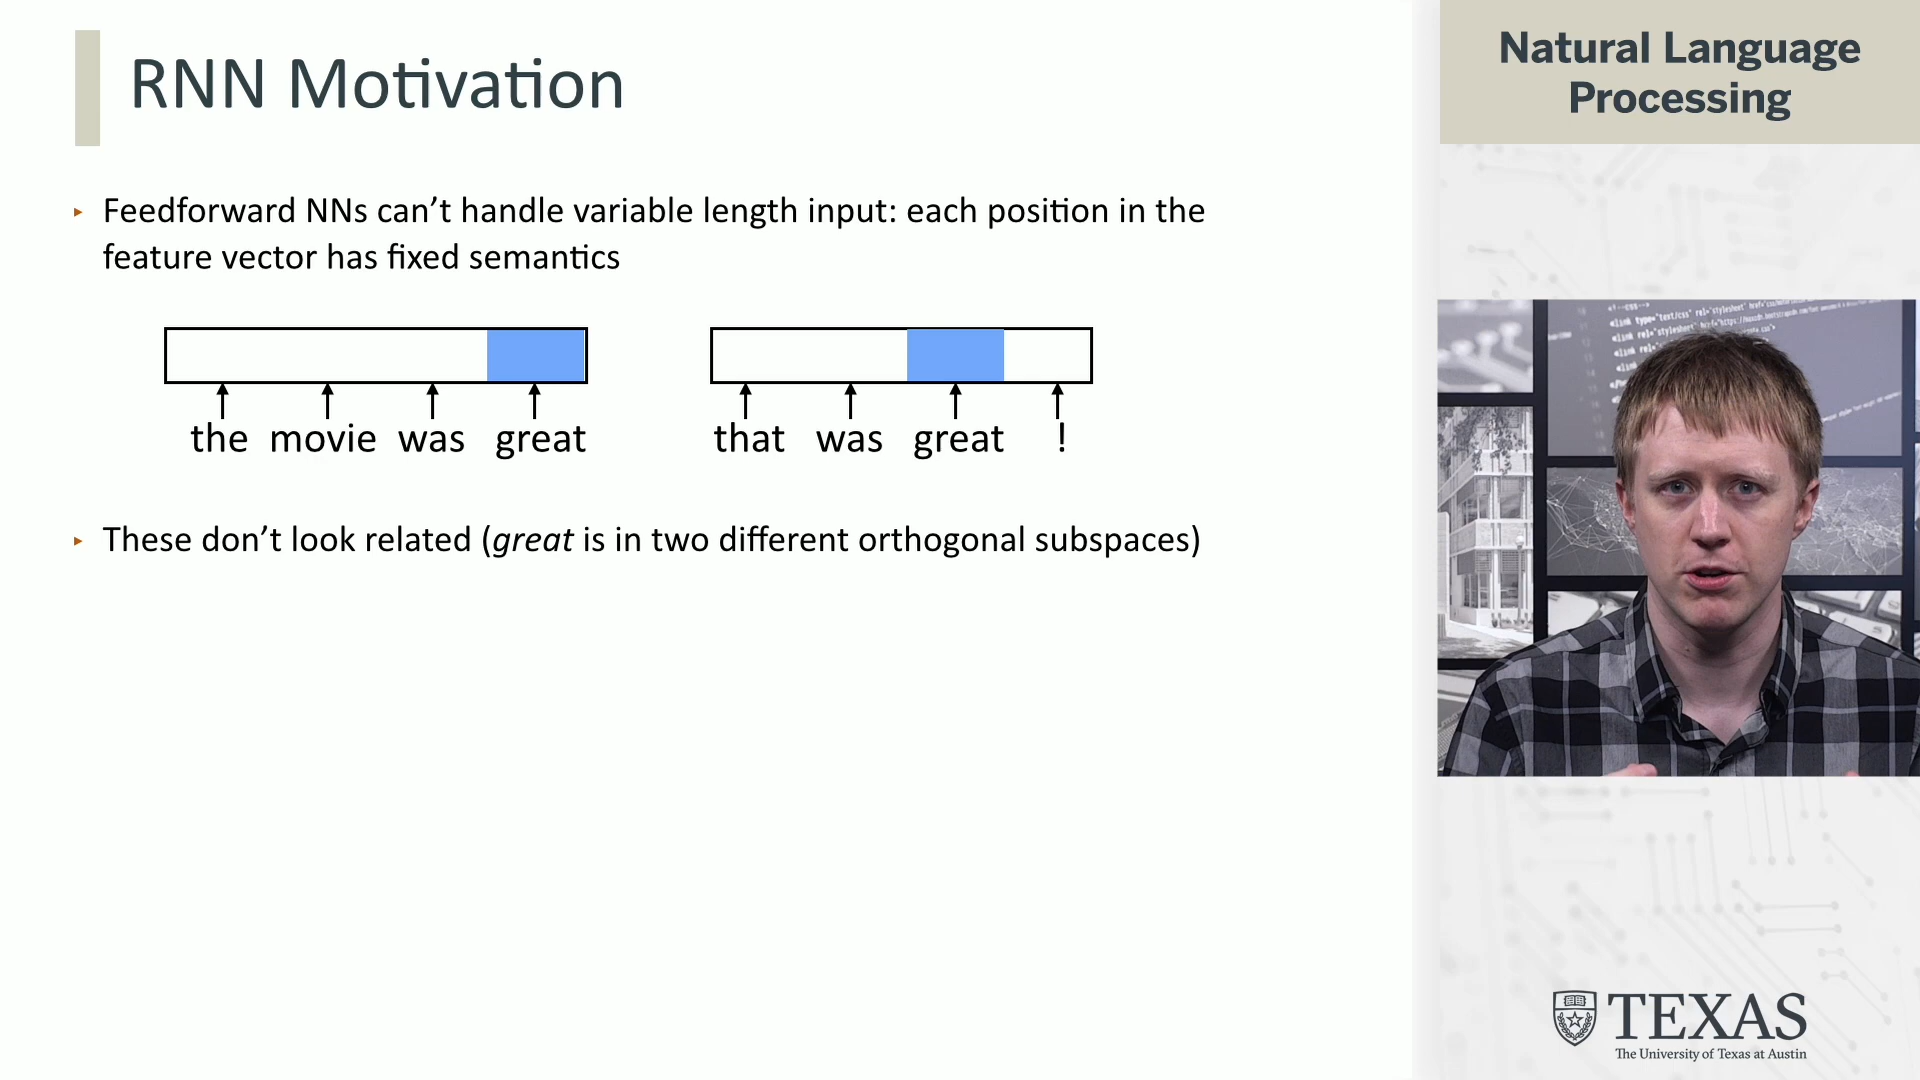 RNN Motivation
▸ Feedforward NNs can't handle variable length input: each position in the
feature vector has fixed semantics
the movie was great
that was great !
▸ These don't look related (great is in two different orthogonal subspaces)
Natural Language
Processing
TEXAS
The University of Texas at Austin